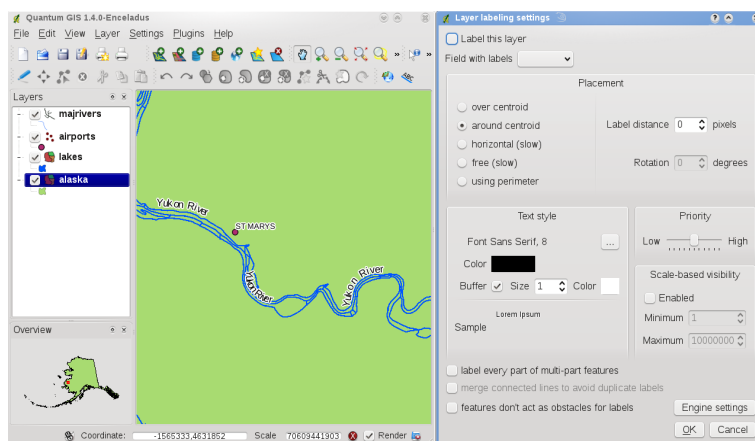 Quantum GIS 1.4.0-Enceladus
File Edit View Layer Settings Plugins Help
»
»
ABC
Layers
majrivers
airports
lakes
alaska
Overview
Yukon River
ST MARYS
Yukon River
Yukon River
Coordinate: -1565333,4631852 Scale 70609441903 Render
Layer labeling settings
Label this layer
Field with labels
Placement
over centroid
around centroid
horizontal (slow)
free (slow)
using perimeter
Label distance 0 pixels
Rotation 0 degrees
Text style
Font Sans Serif, 8 ...
Color
Buffer Size 1 Color
Lorem Ipsum
Sample
Priority
Low High
Scale-based visibility
Enabled
Minimum 1
Maximum 10000000
label every part of multi-part features
merge connected lines to avoid duplicate labels
features don't act as obstacles for labels
Engine settings
OK Cancel